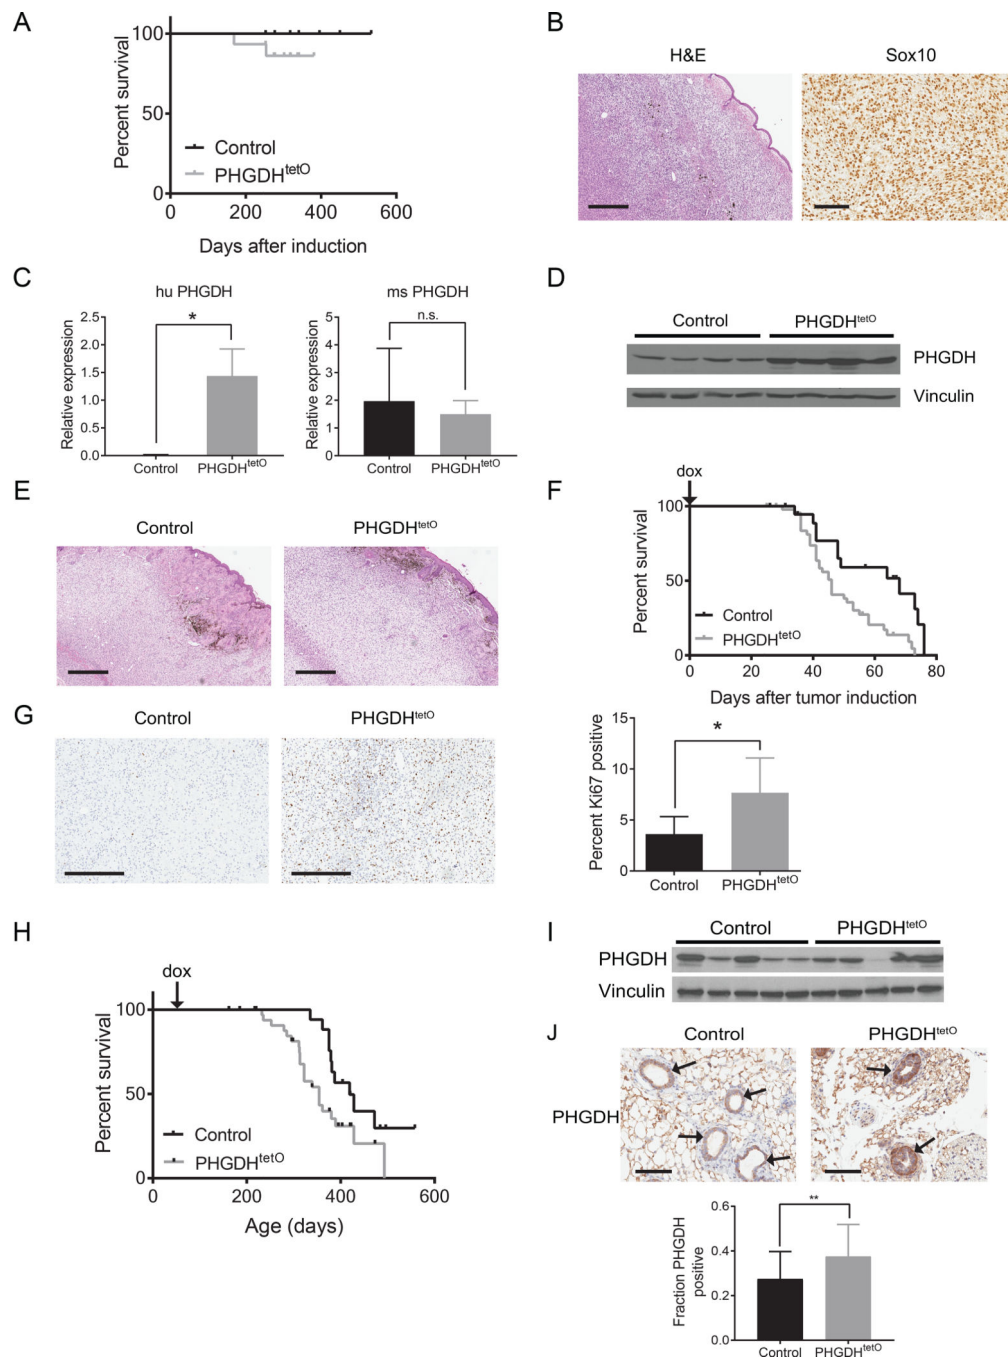 A
100
50
0
Percent survival
Control
PHGDHtetO
0 200 400 600
Days after induction
B
H&E Sox10
C
hu PHGDH
2.5
2.0
1.5
1.0
0.5
0.0
Relative expression
*
Control PHGDHtetO
ms PHGDH
5
4
3
2
1
0
Relative expression
n.s.
Control PHGDHtetO
D
Control PHGDHtetO
PHGDH
Vinculin
E
Control PHGDHtetO
F
dox
100
50
0
Percent survival
Control
PHGDHtetO
0 20 40 60 80
Days after tumor induction
G
Control PHGDHtetO
15
10
5
0
Percent Ki67 positive
*
Control PHGDHtetO
H
dox
100
50
0
Percent survival
Control
PHGDHtetO
0 200 400 600
Age (days)
I
Control PHGDHtetO
PHGDH
Vinculin
J
Control PHGDHtetO
PHGDH
0.6
0.4
0.2
0.0
Fraction PHGDH
positive
**
Control PHGDHtetO